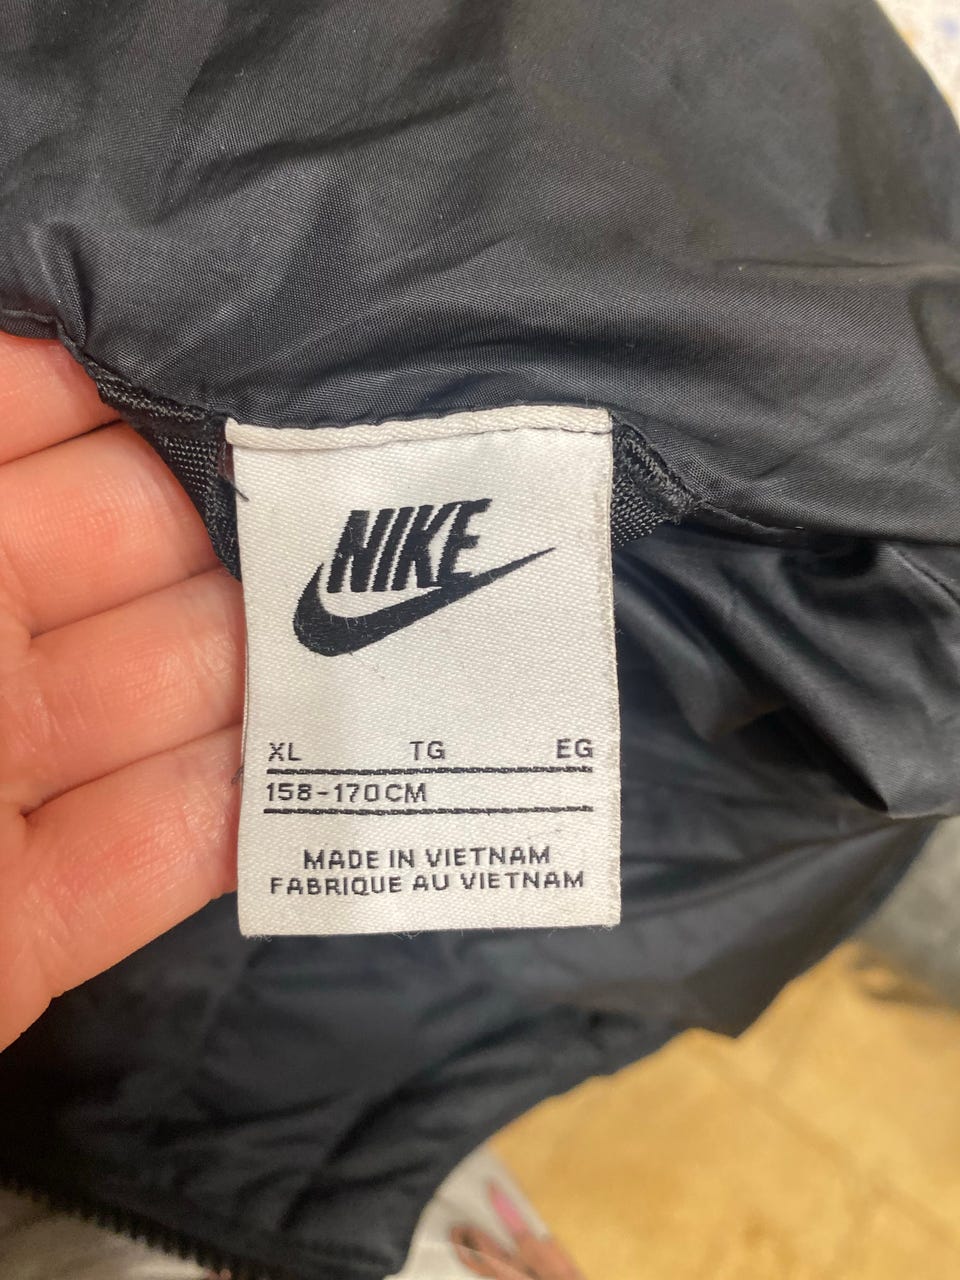 NIKE
XL TG EG
158-170CM
MADE IN VIETNAM
FABRIQUE AU VIETNAM